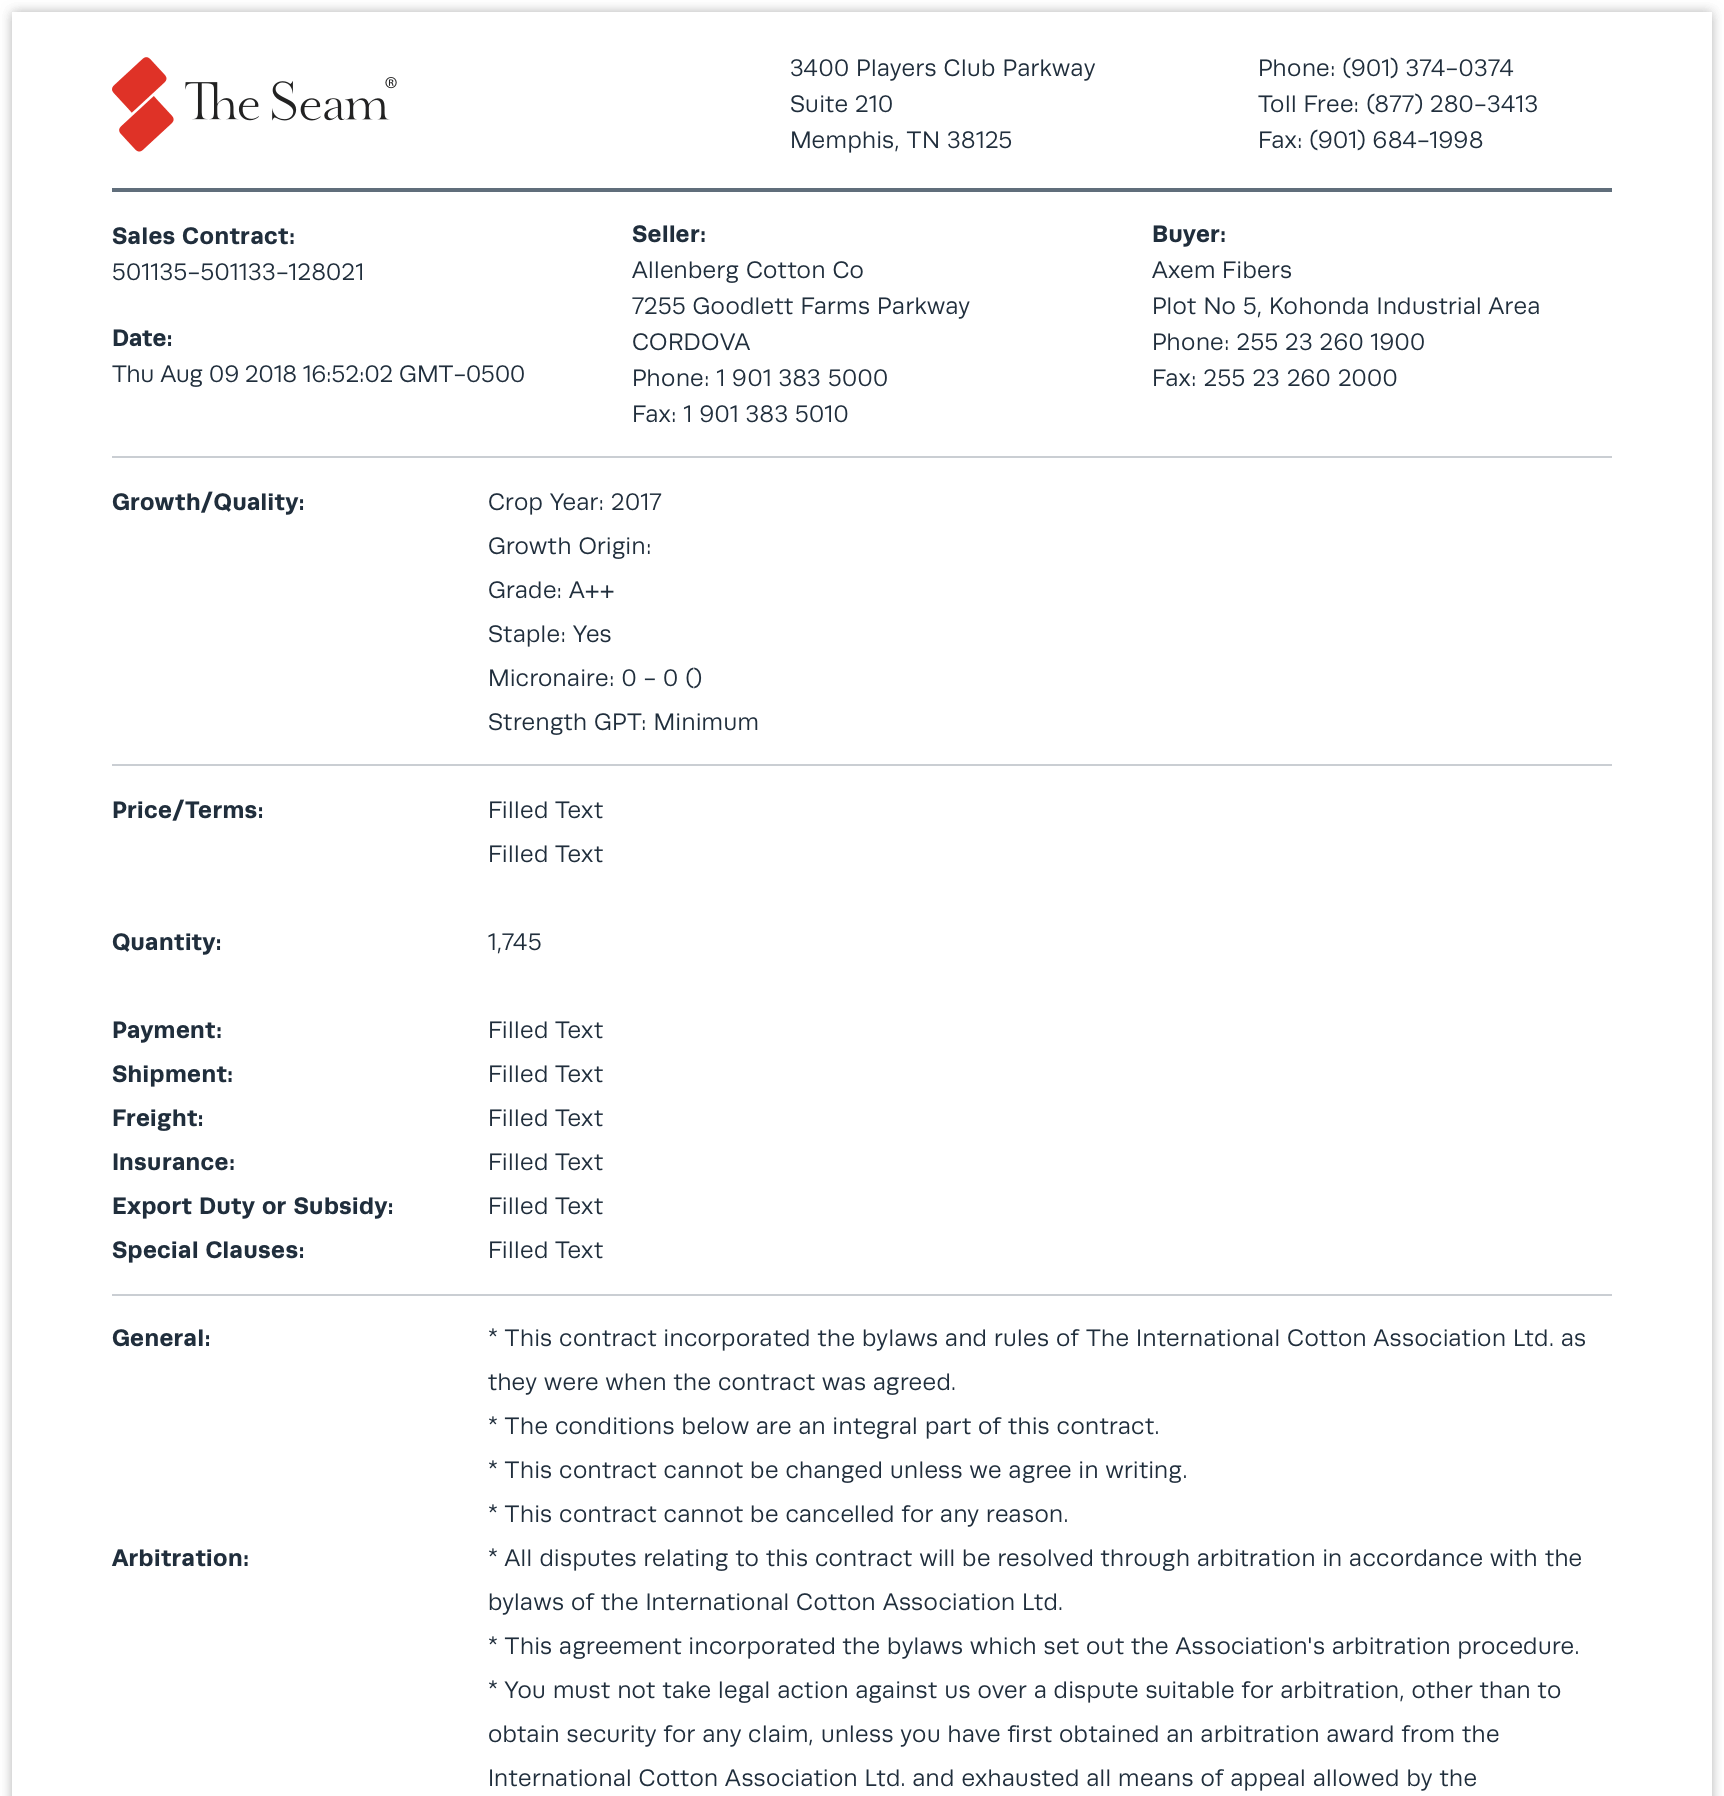 The Seam®
3400 Players Club Parkway
Suite 210
Memphis, TN 38125
Phone: (901) 374-0374
Toll Free: (877) 280-3413
Fax: (901) 684-1998
Sales Contract:
501135-501133-128021
Date:
Thu Aug 09 2018 16:52:02 GMT-0500
Seller:
Allenberg Cotton Co
7255 Goodlett Farms Parkway
CORDOVA
Phone: 1 901 383 5000
Fax: 1 901 383 5010
Buyer:
Axem Fibers
Plot No 5, Kohonda Industrial Area
Phone: 255 23 260 1900
Fax: 255 23 260 2000
Growth/Quality:
Crop Year: 2017
Growth Origin:
Grade: A++
Staple: Yes
Micronaire: 0 - 0 ()
Strength GPT: Minimum
Price/Terms:
Filled Text
Filled Text
Quantity:
1,745
Payment:
Filled Text
Shipment:
Filled Text
Freight:
Filled Text
Insurance:
Filled Text
Export Duty or Subsidy:
Filled Text
Special Clauses:
Filled Text
General:
* This contract incorporated the bylaws and rules of The International Cotton Association Ltd. as
they were when the contract was agreed.
* The conditions below are an integral part of this contract.
* This contract cannot be changed unless we agree in writing.
* This contract cannot be cancelled for any reason.
Arbitration:
* All disputes relating to this contract will be resolved through arbitration in accordance with the
bylaws of the International Cotton Association Ltd.
* This agreement incorporated the bylaws which set out the Association's arbitration procedure.
* You must not take legal action against us over a dispute suitable for arbitration, other than to
obtain security for any claim, unless you have first obtained an arbitration award from the
International Cotton Association Ltd. and exhausted all means of appeal allowed by the